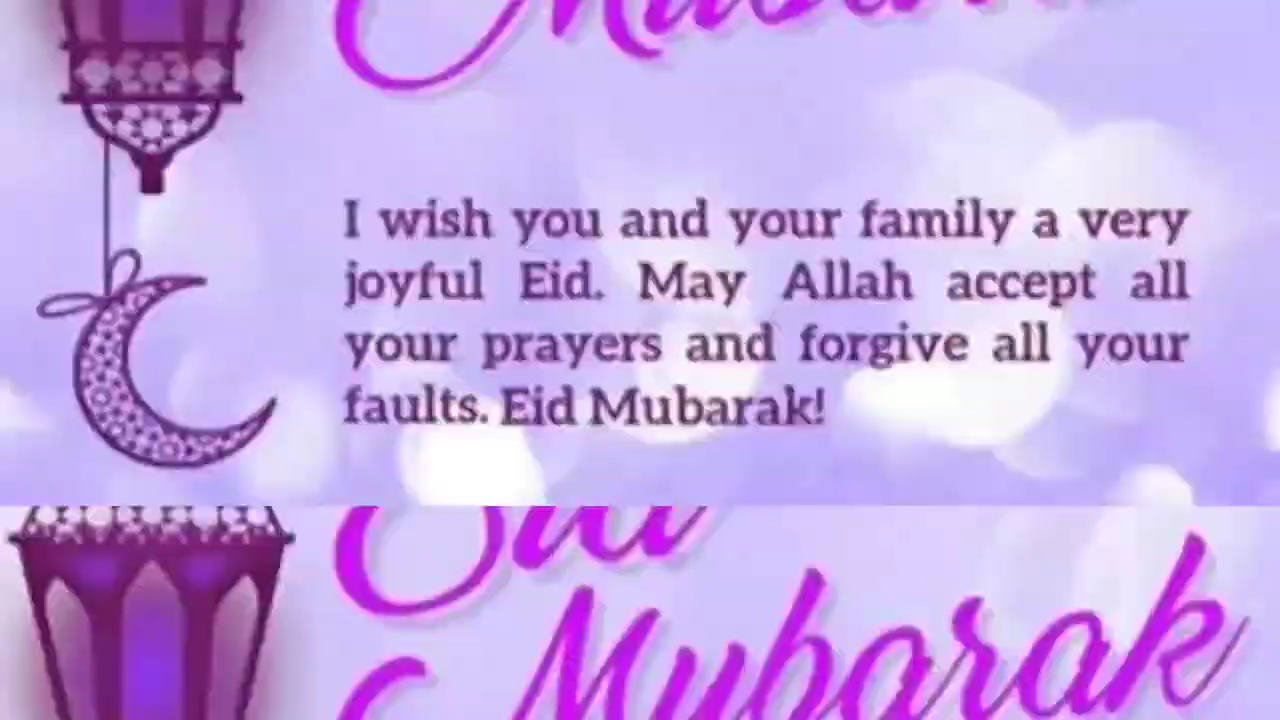 Mubarak
I wish you and your family a very
joyful Eid. May Allah accept all
your prayers and forgive all your
faults. Eid Mubarak!
Eid
Mubarak